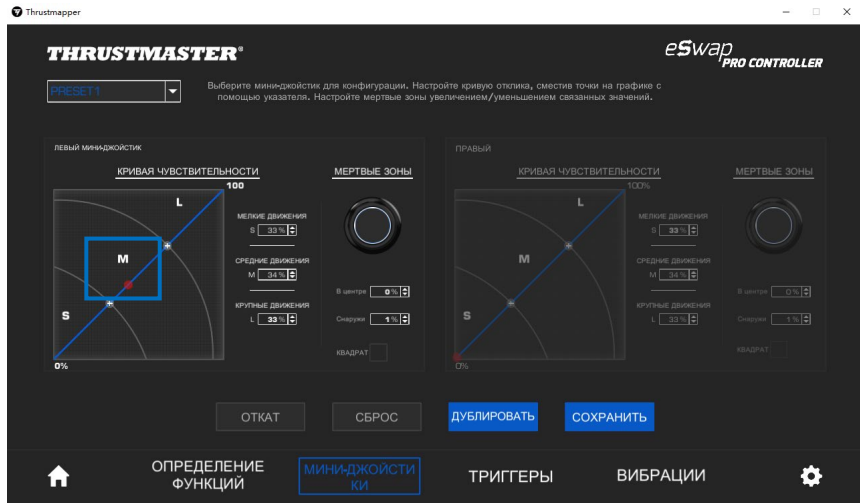 Thrustmapper
THRUSTMASTER®
eSwap
PRO CONTROLLER
PRESET1
Выберите мини-джойстик для конфигурации. Настройте кривую отклика, сместив точки на графике с
помощью указателя. Настройте мертвые зоны увеличением/уменьшением связанных значений.
ЛЕВЫЙ МИНИ-ДЖОЙСТИК
КРИВАЯ ЧУВСТВИТЕЛЬНОСТИ
МЕРТВЫЕ ЗОНЫ
100
L
M
S
0%
МЕЛКИЕ ДВИЖЕНИЯ
S 33 %
СРЕДНИЕ ДВИЖЕНИЯ
M 34 %
КРУПНЫЕ ДВИЖЕНИЯ
L 33 %
В центре 0 %
Снаружи 1 %
КВАДРАТ
ПРАВЫЙ
КРИВАЯ ЧУВСТВИТЕЛЬНОСТИ
МЕРТВЫЕ ЗОНЫ
100%
L
M
S
0%
МЕЛКИЕ ДВИЖЕНИЯ
S 33 %
СРЕДНИЕ ДВИЖЕНИЯ
M 34 %
КРУПНЫЕ ДВИЖЕНИЯ
L 33 %
В центре 0 %
Снаружи 1 %
КВАДРАТ
ОТКАТ
СБРОС
ДУБЛИРОВАТЬ
СОХРАНИТЬ
ОПРЕДЕЛЕНИЕ
ФУНКЦИЙ
МИНИ-ДЖОЙСТИ
КИ
ТРИГГЕРЫ
ВИБРАЦИИ